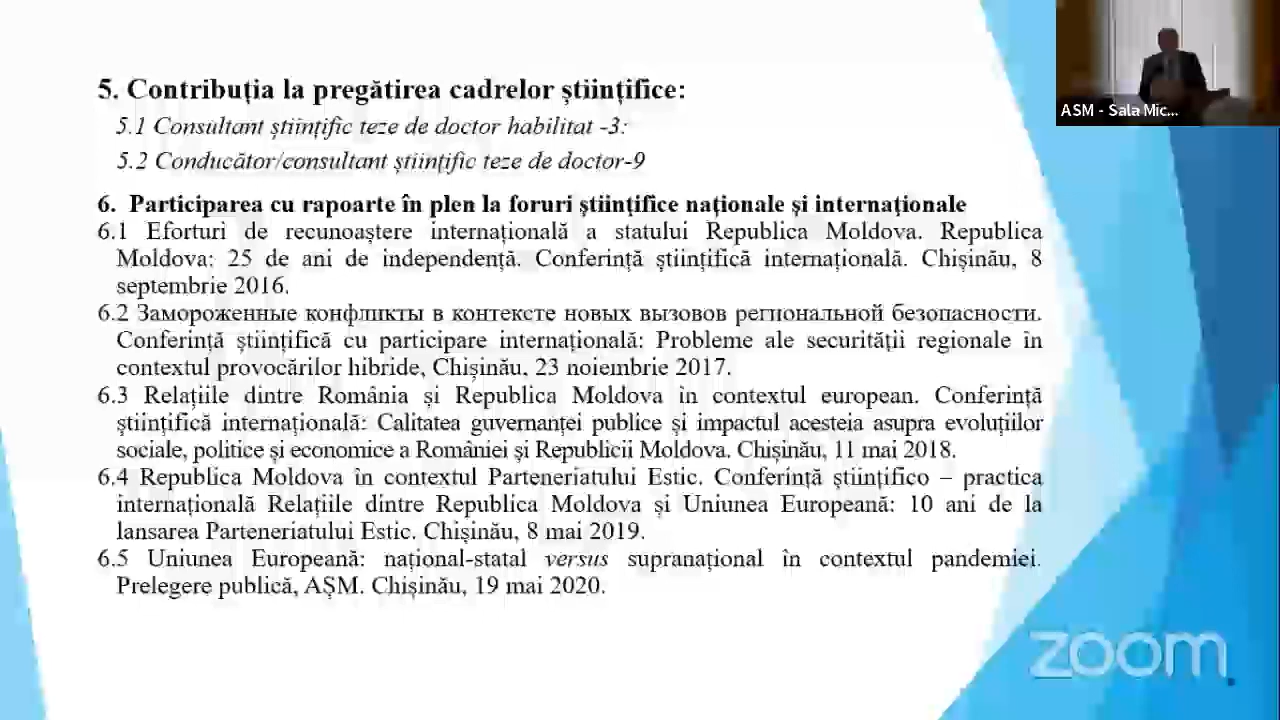 5. Contribuția la pregătirea cadrelor științifice:
5.1 Consultant științific teze de doctor habilitat -3:
5.2 Conducător/consultant științific teze de doctor-9
6. Participarea cu rapoarte în plen la foruri științifice naționale și internaționale
6.1 Eforturi de recunoaștere internațională a statului Republica Moldova. Republica
Moldova: 25 de ani de independență. Conferință științifică internațională. Chișinău, 8
septembrie 2016.
6.2 Замороженные конфликты в контексте новых вызовов региональной безопасности.
Conferință științifică cu participare internațională: Probleme ale securității regionale în
contextul provocărilor hibride, Chișinău, 23 noiembrie 2017.
6.3 Relațiile dintre România și Republica Moldova în contextul european. Conferință
științifică internațională: Calitatea guvernanței publice și impactul acesteia asupra evoluțiilor
sociale, politice și economice a României și Republicii Moldova. Chișinău, 11 mai 2018.
6.4 Republica Moldova în contextul Parteneriatului Estic. Conferință științifico – practica
internațională Relațiile dintre Republica Moldova și Uniunea Europeană: 10 ani de la
lansarea Parteneriatului Estic. Chișinău, 8 mai 2019.
6.5 Uniunea Europeană: național-statal versus supranațional în contextul pandemiei.
Prelegere publică, AȘM. Chișinău, 19 mai 2020.
ASM - Sala Mic...
zoom